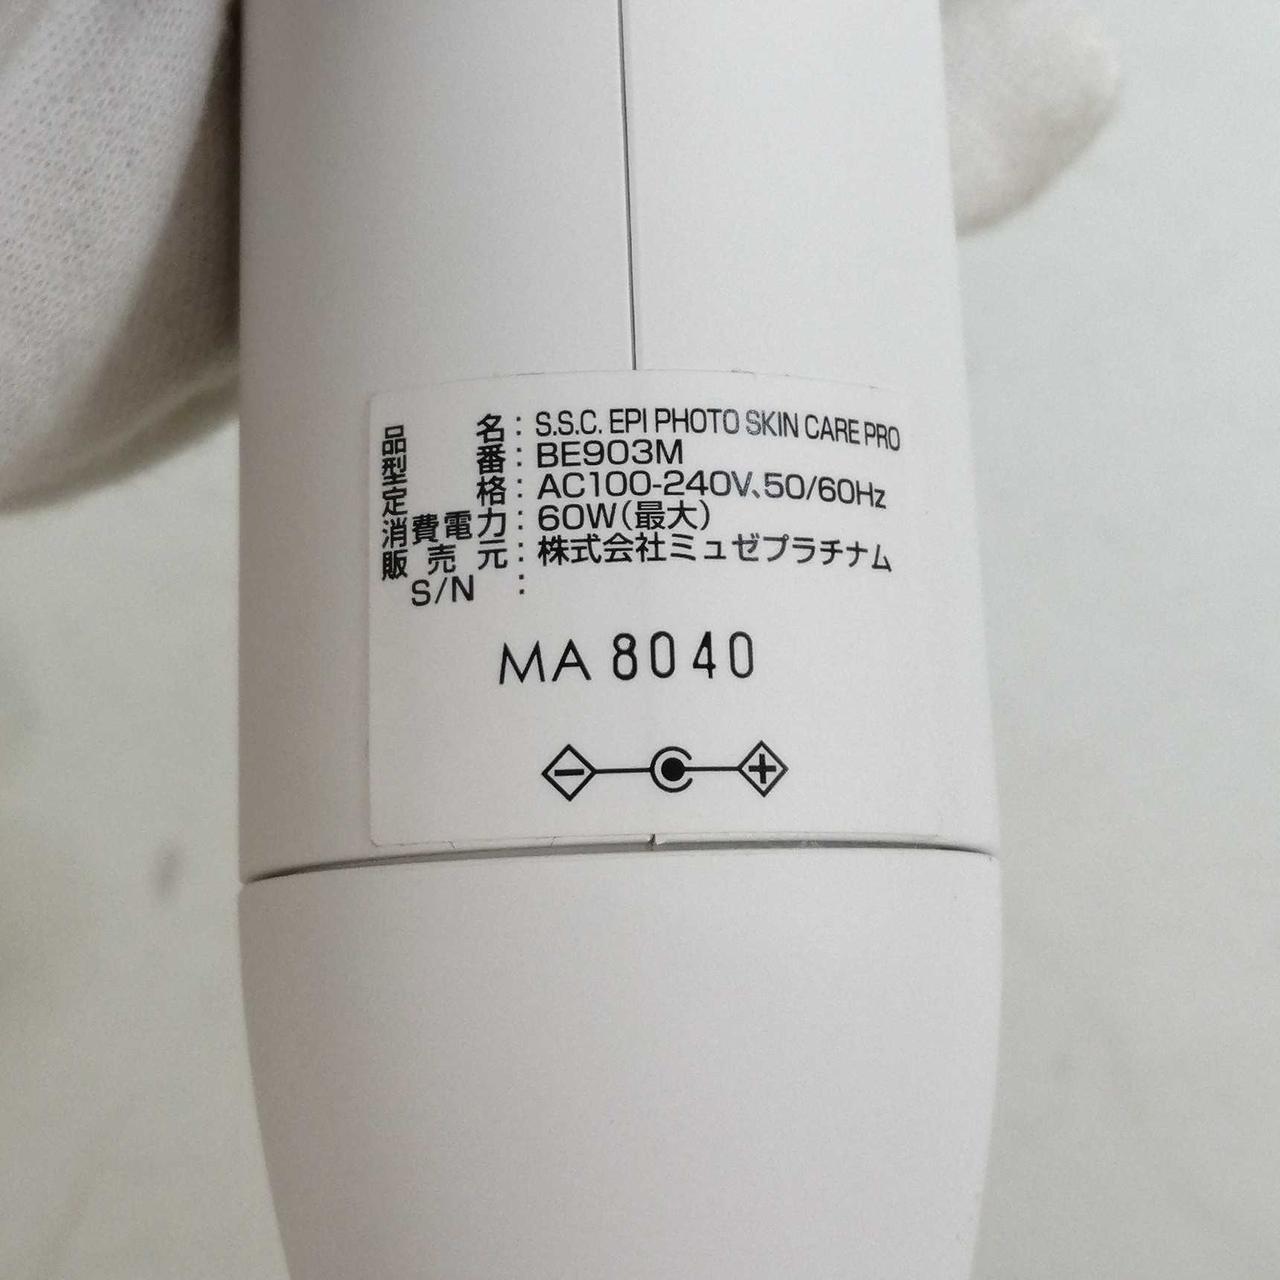 品名：S.S.C. EPI PHOTO SKIN CARE PRO
型番：BE903M
定格：AC100-240V、50/60Hz
消費電力：60W（最大）
販売元：株式会社ミュゼプラチナム
S/N：
MA 8040